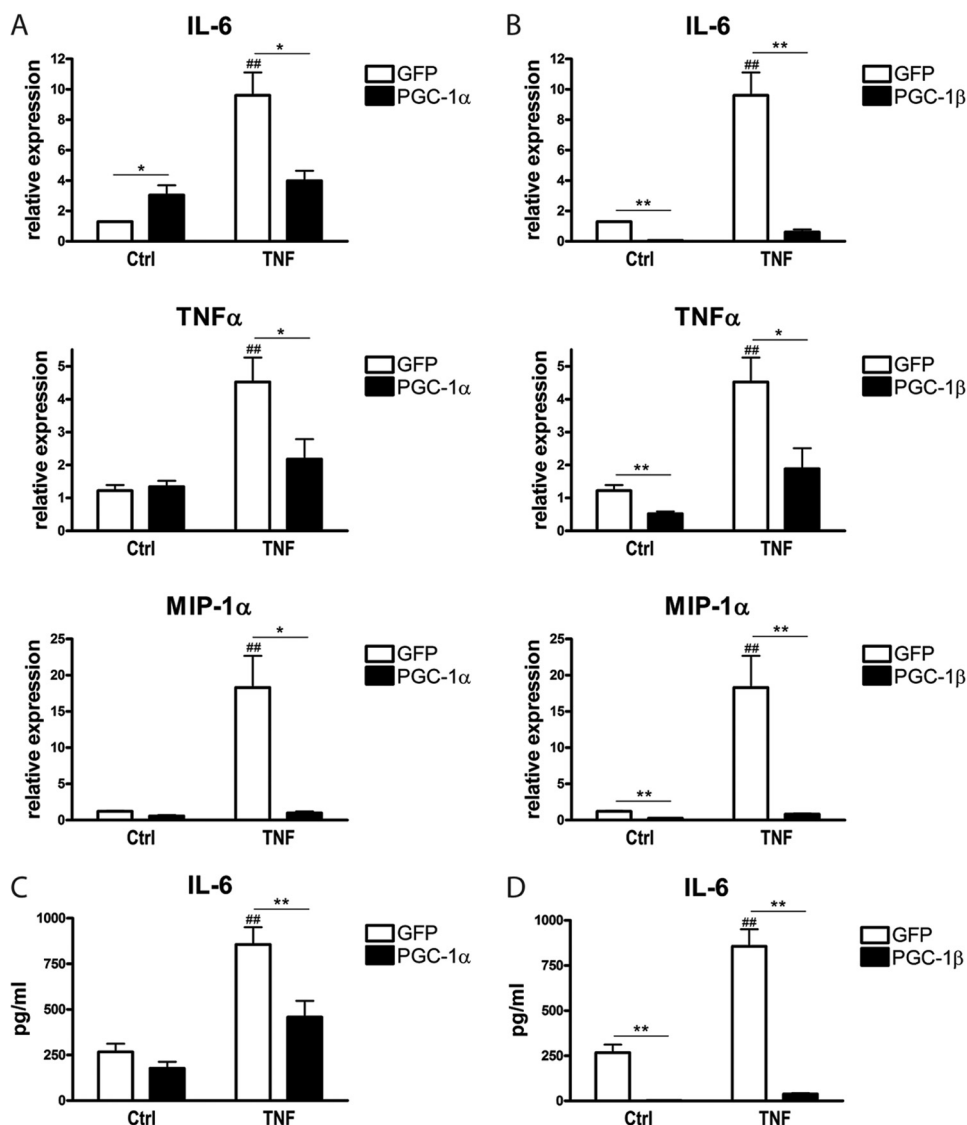 A
IL-6
relative expression
12
10
8
6
4
2
0
*
##
*
Ctrl
TNF
GFP
PGC-1α
B
IL-6
relative expression
12
10
8
6
4
2
0
**
##
**
Ctrl
TNF
GFP
PGC-1β
TNFα
relative expression
5
4
3
2
1
0
##
*
Ctrl
TNF
GFP
PGC-1α
TNFα
relative expression
5
4
3
2
1
0
**
##
*
Ctrl
TNF
GFP
PGC-1β
MIP-1α
relative expression
25
20
15
10
5
0
##
*
Ctrl
TNF
GFP
PGC-1α
MIP-1α
relative expression
25
20
15
10
5
0
**
##
**
Ctrl
TNF
GFP
PGC-1β
C
IL-6
pg/ml
1000
750
500
250
0
##
**
Ctrl
TNF
GFP
PGC-1α
D
IL-6
pg/ml
1000
750
500
250
0
**
##
**
Ctrl
TNF
GFP
PGC-1β